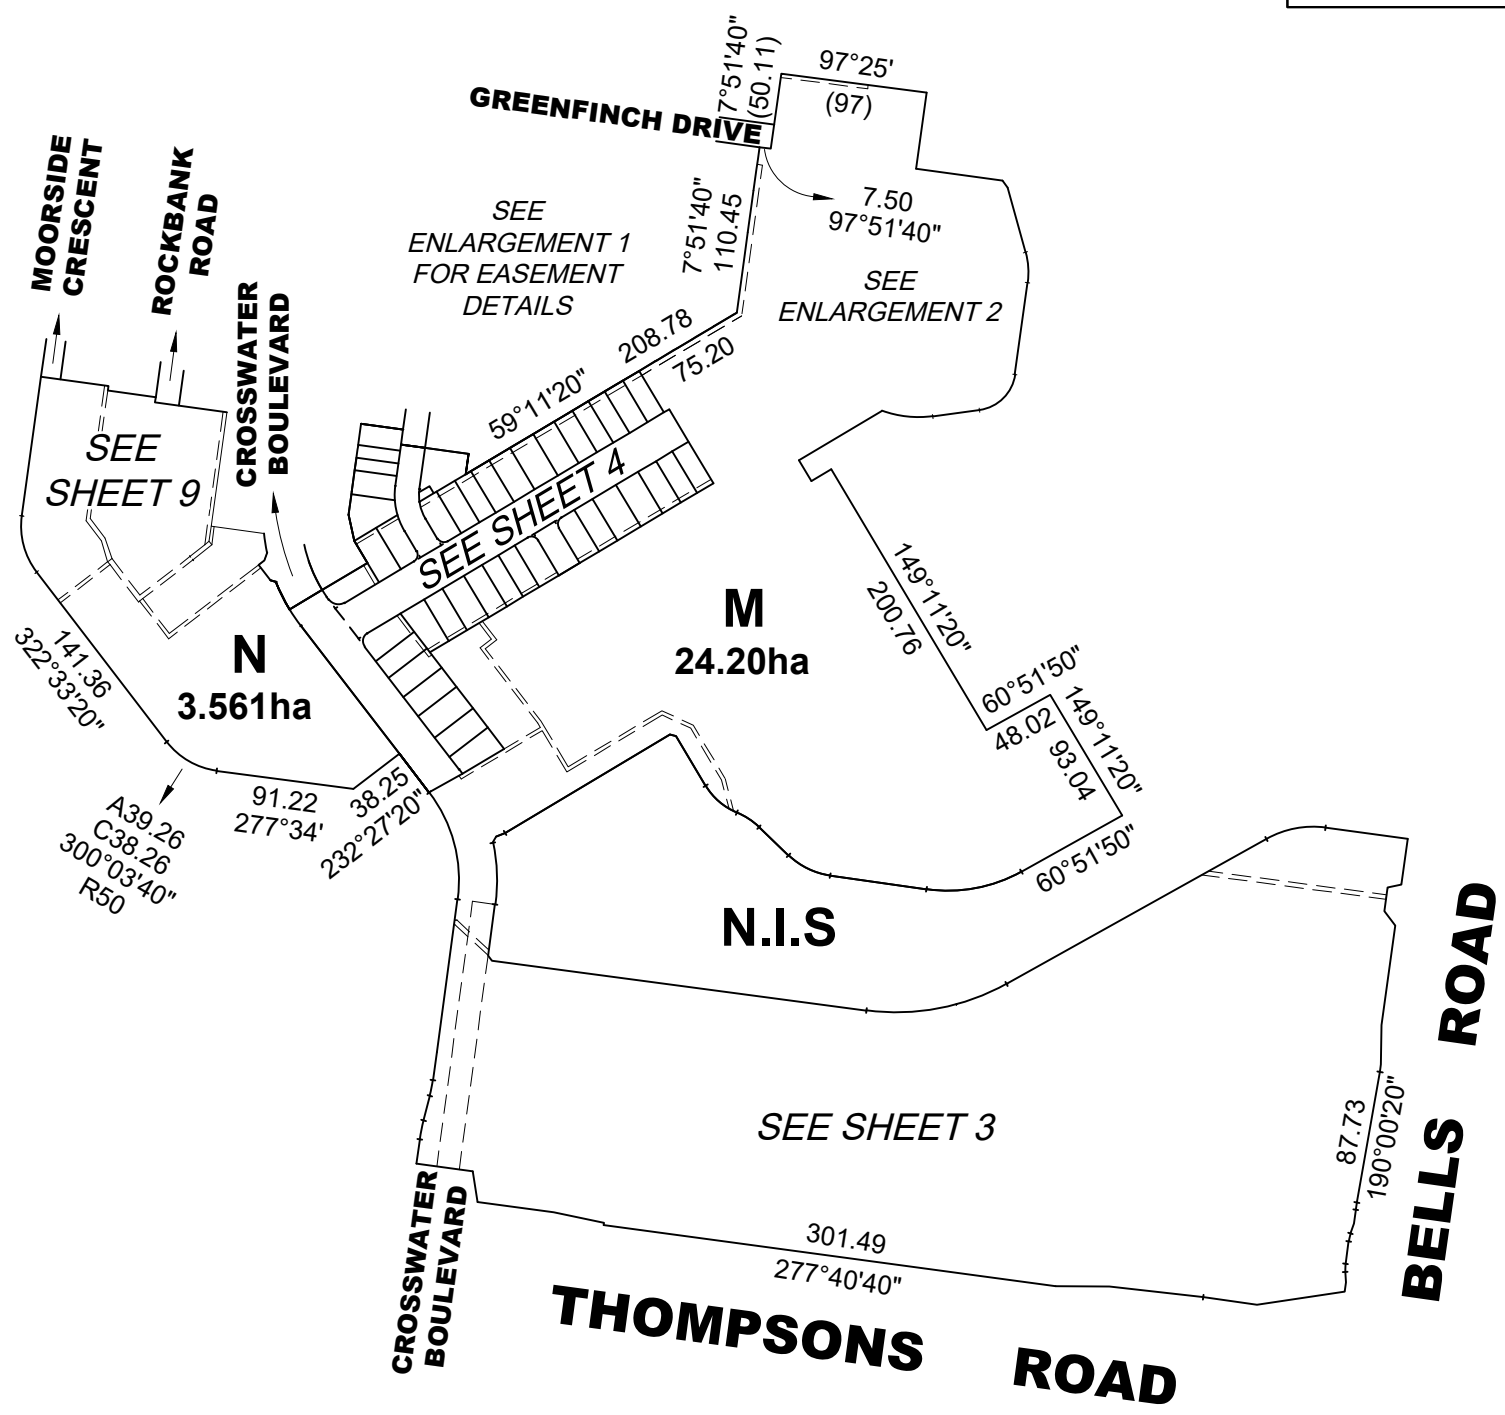 7°51'40"
(50.11)
97°25'
(97)
GREENFINCH DRIVE
MOORSIDE
CRESCENT
ROCKBANK
ROAD
CROSSWATER
BOULEVARD
SEE
ENLARGEMENT 1
FOR EASEMENT
DETAILS
7°51'40"
110.45
7.50
97°51'40"
SEE
ENLARGEMENT 2
208.78
75.20
59°11'20"
SEE
SHEET 9
SEE SHEET 4
149°11'20"
200.76
M
24.20ha
N
3.561ha
141.36
322°33'20"
60°51'50"
48.02
149°11'20"
93.04
60°51'50"
91.22
277°34'
38.25
232°27'20"
A39.26
C38.26
300°03'40"
R50
N.I.S
SEE SHEET 3
87.73
190°00'20"
BELLS ROAD
CROSSWATER
BOULEVARD
301.49
277°40'40"
THOMPSONS ROAD